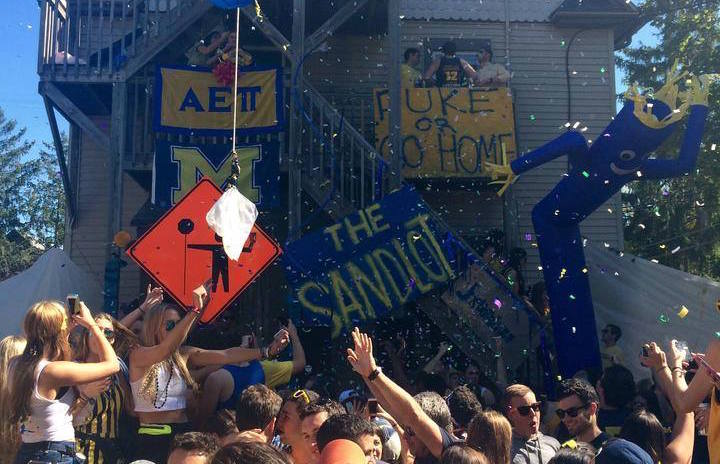 ΑΕΠ
M
PUKE
OR
GO HOME
THE
SANDLOT